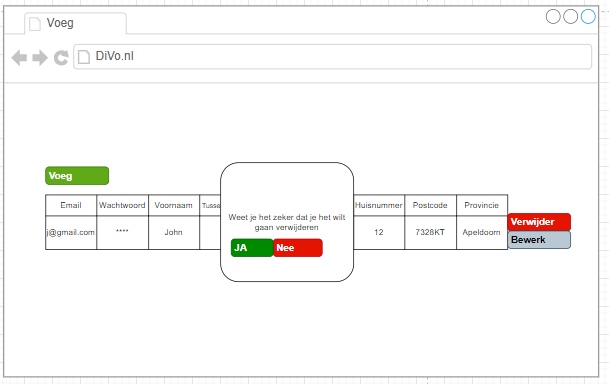 Voeg
DiVo.nl
Voeg
Email Wachtwoord Voornaam Tusse Huisnummer Postcode Provincie
j@gmail.com **** John 12 7328KT Apeldoorn
Verwijder
Bewerk
Weet je het zeker dat je het wilt
gaan verwijderen
JA Nee